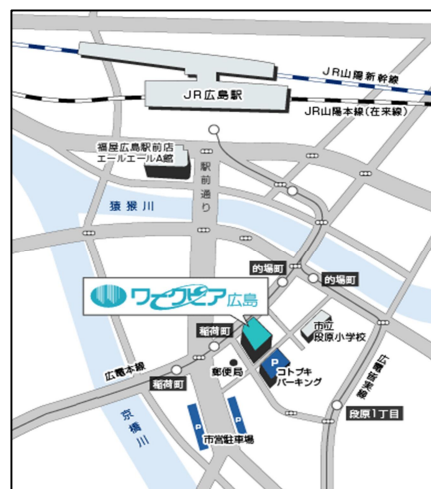 JR山陽新幹線
JR広島駅
JR山陽本線(在来線)
福屋広島駅前店
エールエールA館
駅前通り
猿猴川
的場町
的場町
ワークピア広島
稲荷町
市立
段原小学校
広電本線
稲荷町
郵便局
P
コトブキ
パーキング
広電皆実線
段原1丁目
京橋川
P
P
市営駐車場